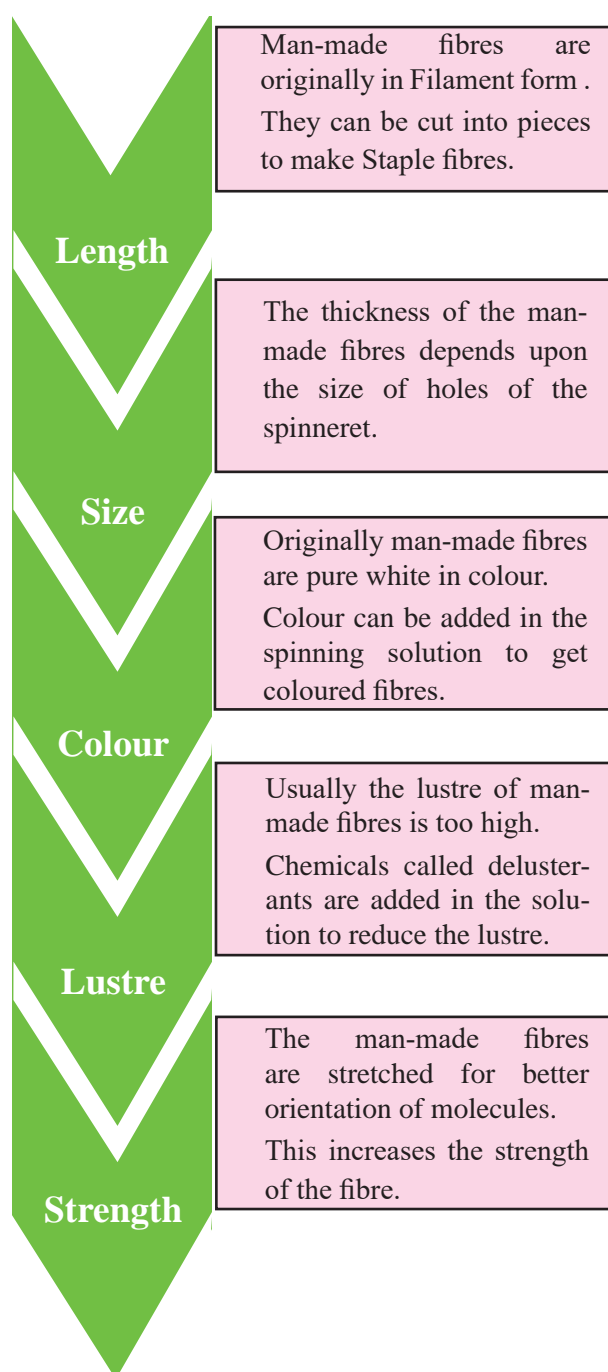 Man-made fibres are
originally in Filament form .
They can be cut into pieces
to make Staple fibres.
Length
The thickness of the man-
made fibres depends upon
the size of holes of the
spinneret.
Size
Originally man-made fibres
are pure white in colour.
Colour can be added in the
spinning solution to get
coloured fibres.
Colour
Usually the lustre of man-
made fibres is too high.
Chemicals called deluster-
ants are added in the solu-
tion to reduce the lustre.
Lustre
The man-made fibres
are stretched for better
orientation of molecules.
This increases the strength
of the fibre.
Strength